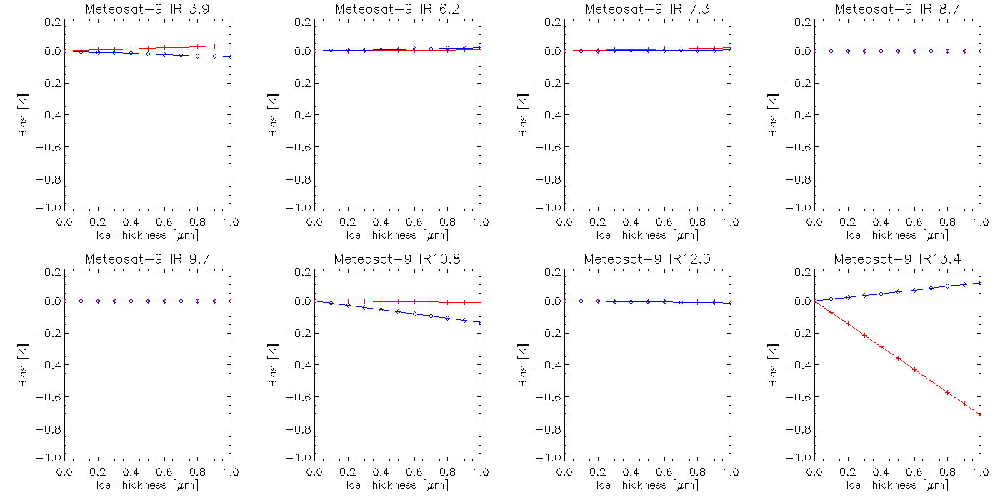 Meteosat-9 IR 3.9
Meteosat-9 IR 6.2
Meteosat-9 IR 7.3
Meteosat-9 IR 8.7
0.2
0.0
-0.2
-0.4
-0.6
-0.8
-1.0
Bias [K]
0.0 0.2 0.4 0.6 0.8 1.0
Ice Thickness [μm]
0.2
0.0
-0.2
-0.4
-0.6
-0.8
-1.0
Bias [K]
0.0 0.2 0.4 0.6 0.8 1.0
Ice Thickness [μm]
0.2
0.0
-0.2
-0.4
-0.6
-0.8
-1.0
Bias [K]
0.0 0.2 0.4 0.6 0.8 1.0
Ice Thickness [μm]
0.2
0.0
-0.2
-0.4
-0.6
-0.8
-1.0
Bias [K]
0.0 0.2 0.4 0.6 0.8 1.0
Ice Thickness [μm]
Meteosat-9 IR 9.7
Meteosat-9 IR10.8
Meteosat-9 IR12.0
Meteosat-9 IR13.4
0.2
0.0
-0.2
-0.4
-0.6
-0.8
-1.0
Bias [K]
0.0 0.2 0.4 0.6 0.8 1.0
Ice Thickness [μm]
0.2
0.0
-0.2
-0.4
-0.6
-0.8
-1.0
Bias [K]
0.0 0.2 0.4 0.6 0.8 1.0
Ice Thickness [μm]
0.2
0.0
-0.2
-0.4
-0.6
-0.8
-1.0
Bias [K]
0.0 0.2 0.4 0.6 0.8 1.0
Ice Thickness [μm]
0.2
0.0
-0.2
-0.4
-0.6
-0.8
-1.0
Bias [K]
0.0 0.2 0.4 0.6 0.8 1.0
Ice Thickness [μm]